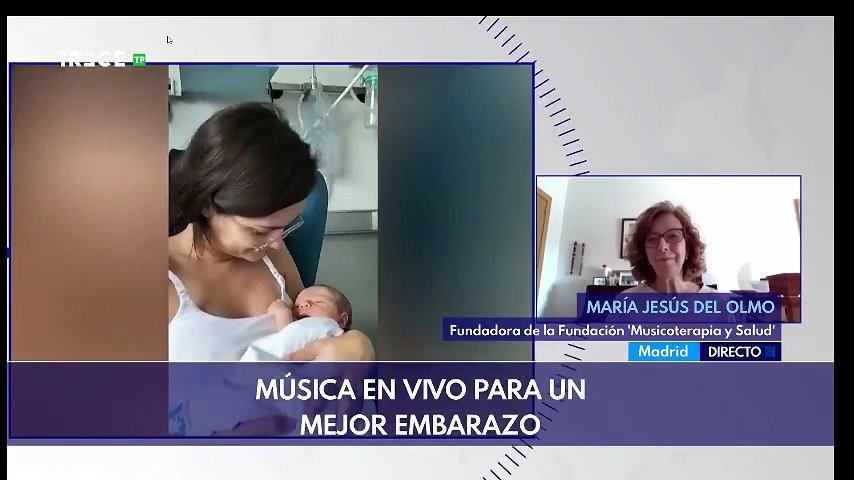 TRECE TP
MARÍA JESÚS DEL OLMO
Fundadora de la Fundación 'Musicoterapia y Salud'
Madrid DIRECTO
MÚSICA EN VIVO PARA UN
MEJOR EMBARAZO